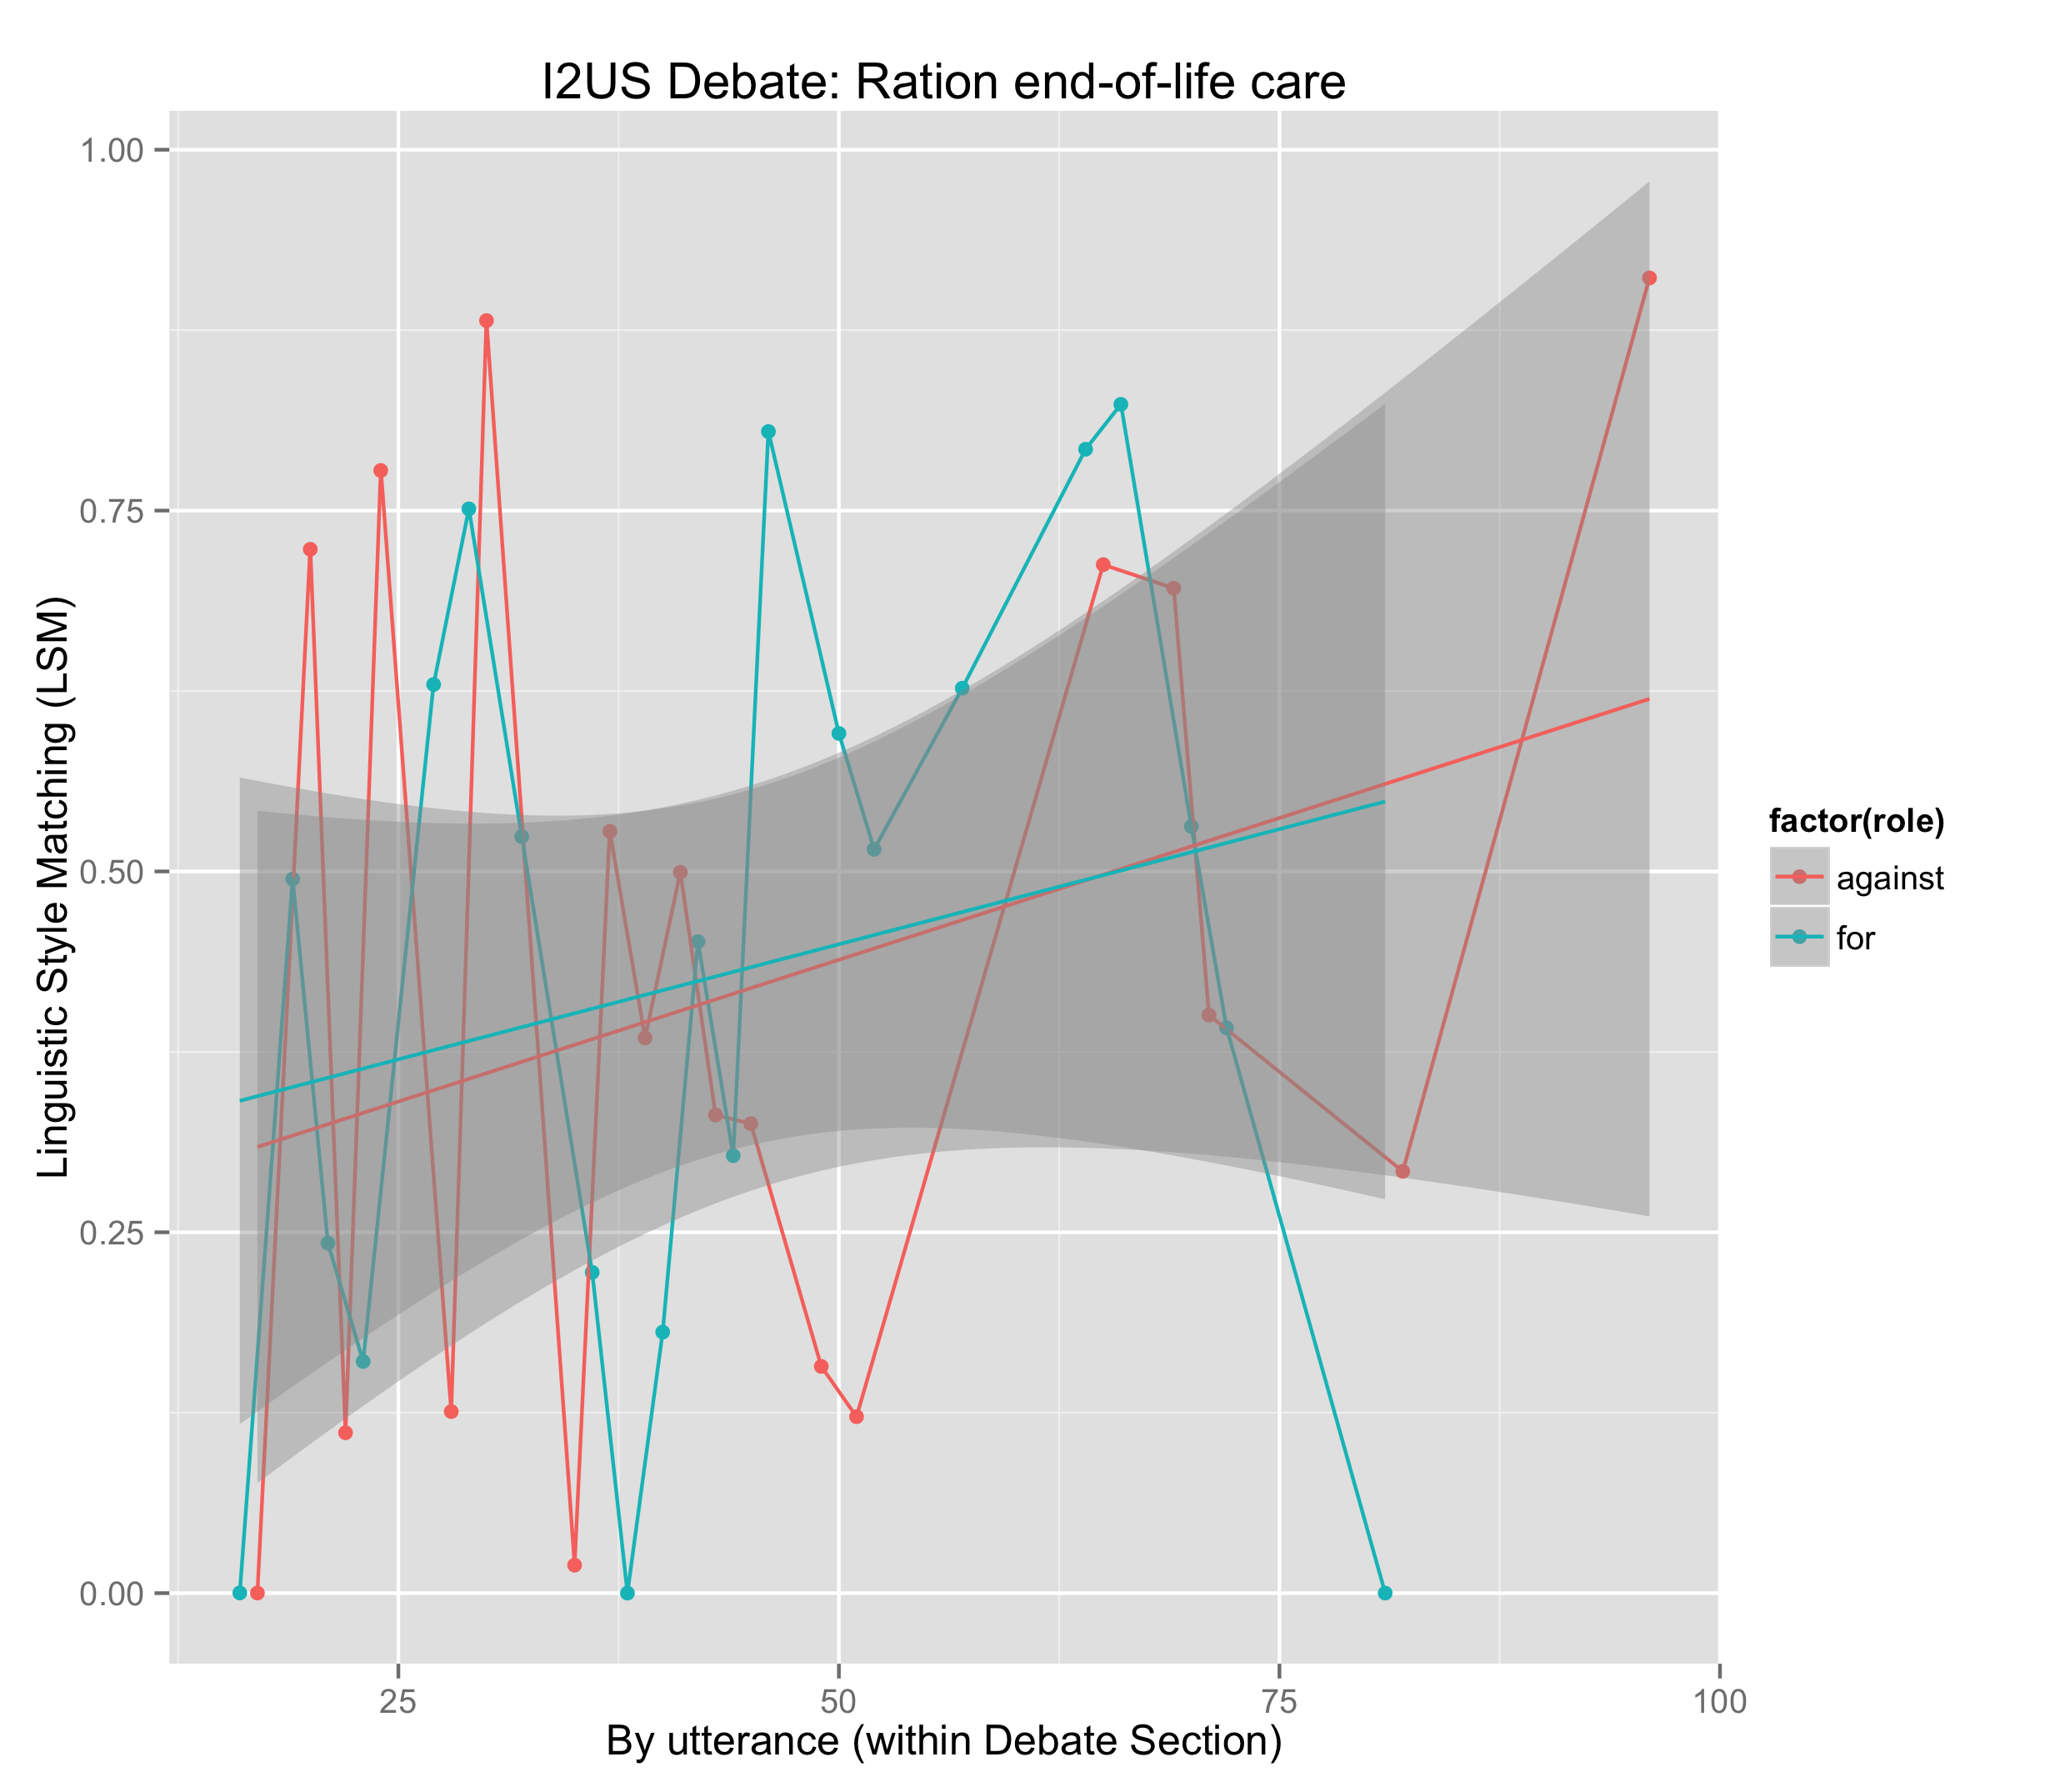 I2US Debate: Ration end-of-life care
1.00
0.75
0.50
0.25
0.00
Linguistic Style Matching (LSM)
25 50 75 100
By utterance (within Debate Section)
factor(role)
against
for